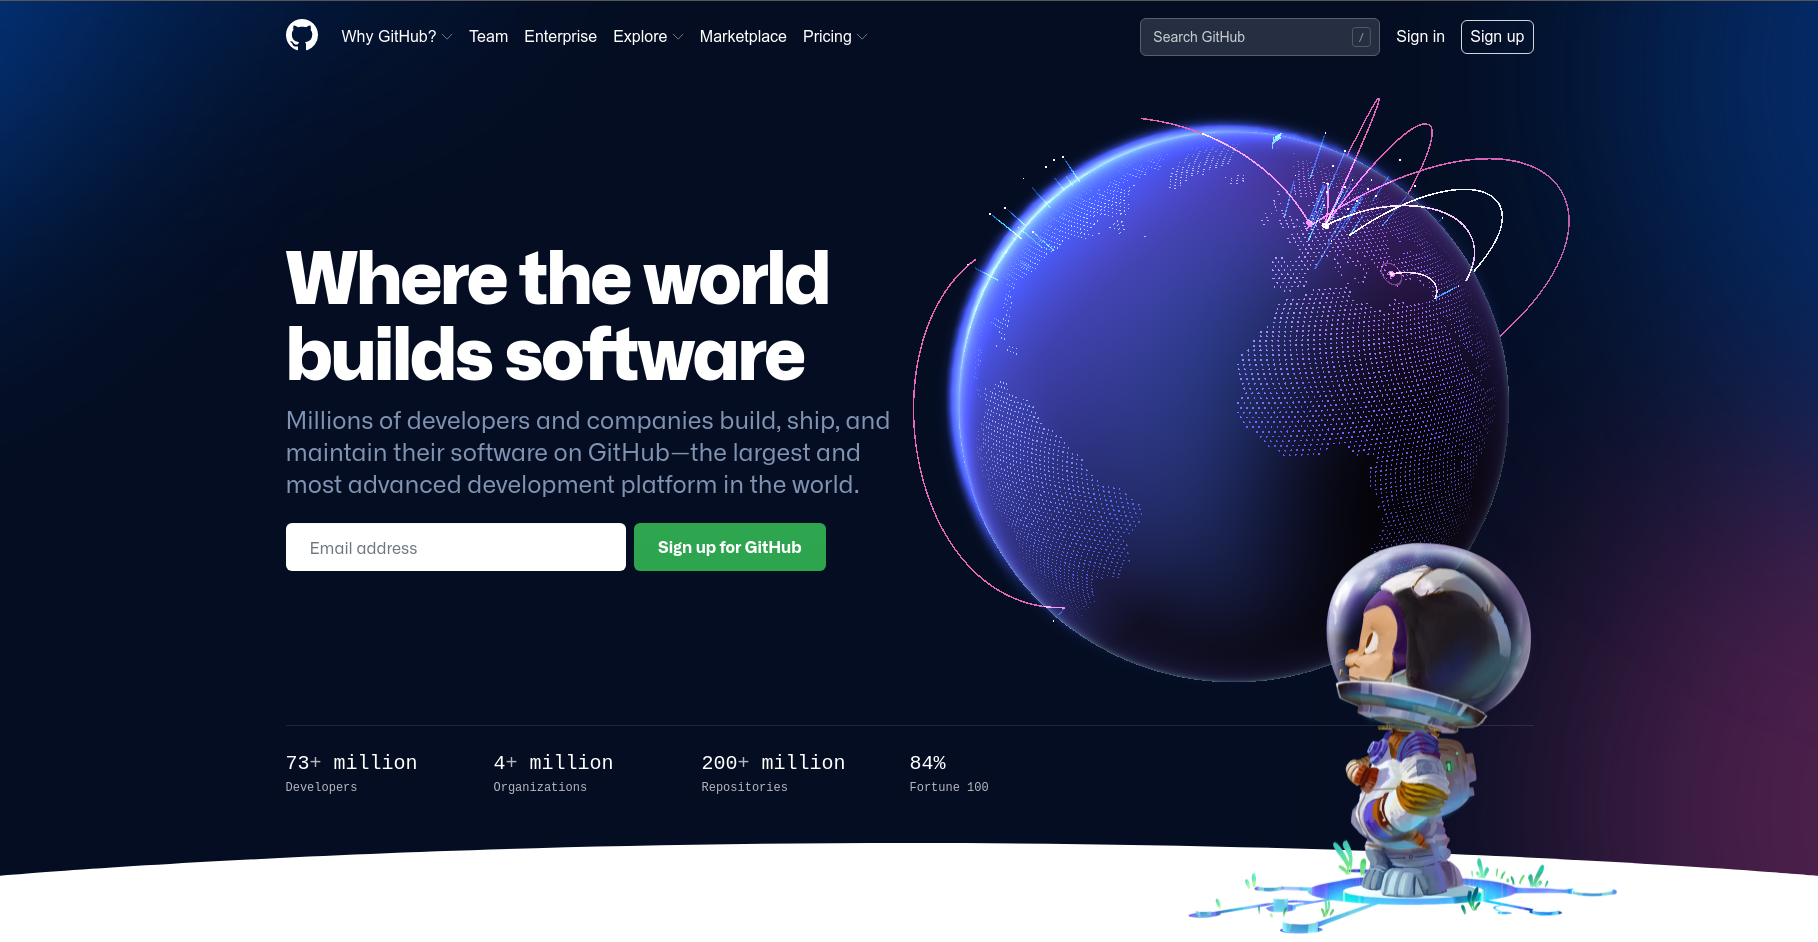 Why GitHub? Team Enterprise Explore Marketplace Pricing Search GitHub / Sign in Sign up
Where the world
builds software
Millions of developers and companies build, ship, and
maintain their software on GitHub—the largest and
most advanced development platform in the world.
Email address Sign up for GitHub
73+ million 4+ million 200+ million 84%
Developers Organizations Repositories Fortune 100